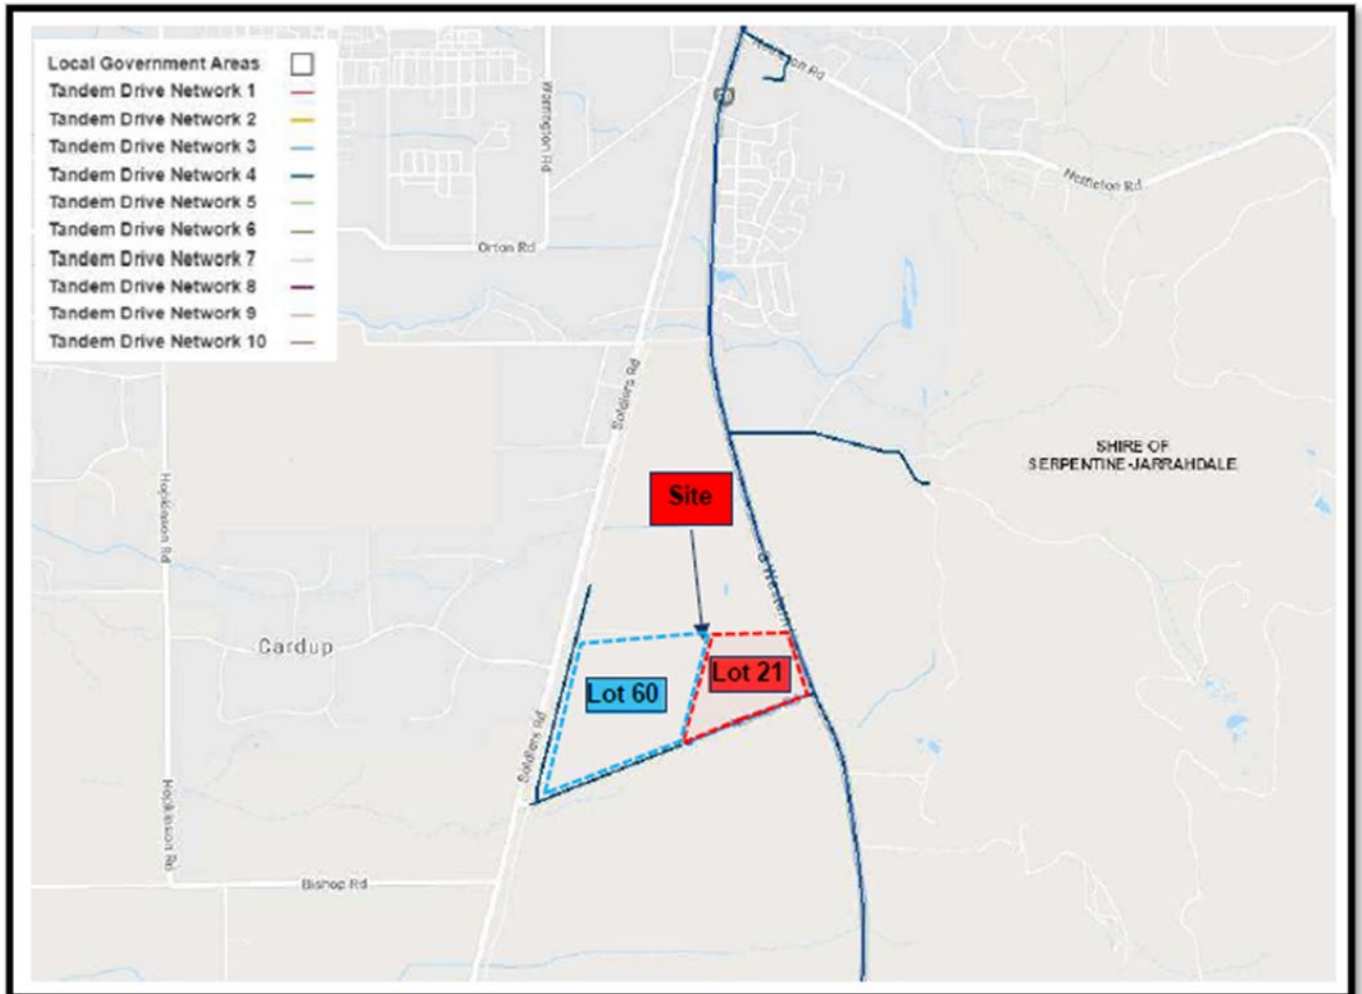 Local Government Areas
Tandem Drive Network 1
Tandem Drive Network 2
Tandem Drive Network 3
Tandem Drive Network 4
Tandem Drive Network 5
Tandem Drive Network 6
Tandem Drive Network 7
Tandem Drive Network 8
Tandem Drive Network 9
Tandem Drive Network 10
Nettleton Rd
Warrington Rd
Nettleton Rd
Orton Rd
Soldiers Rd
SHIRE OF
SERPENTINE-JARRAHDALE
Site
Hopkinson Rd
S Western
Cardup
Lot 21
Lot 60
Soldiers Rd
Hopkinson Rd
Bishop Rd